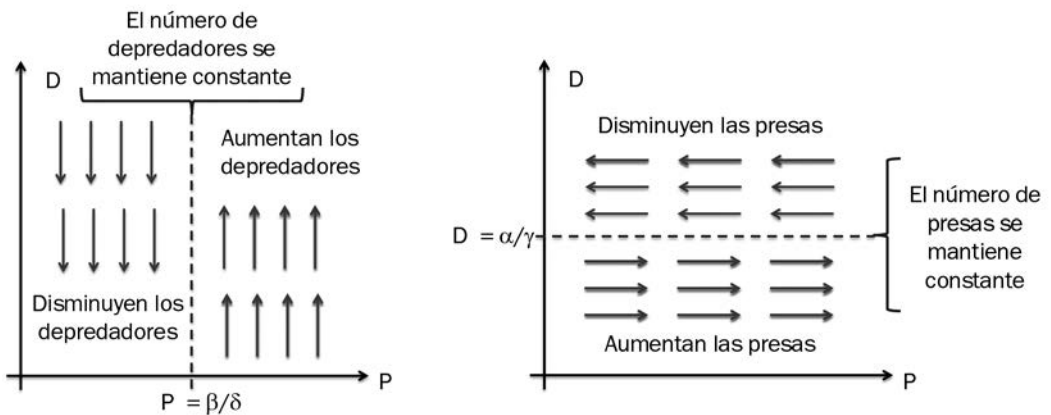 El número de
depredadores se
mantiene constante
D
Aumentan los
depredadores
Disminuyen los
depredadores
P
P = β/δ
D
Disminuyen las presas
D = α/γ
El número de
presas se
mantiene
constante
Aumentan las presas
P